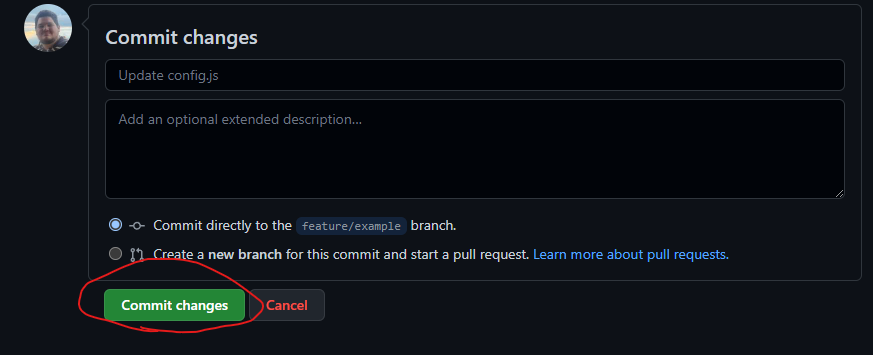 Commit changes
Update config.js
Add an optional extended description...
Commit directly to the feature/example branch.
Create a new branch for this commit and start a pull request. Learn more about pull requests.
Commit changes Cancel